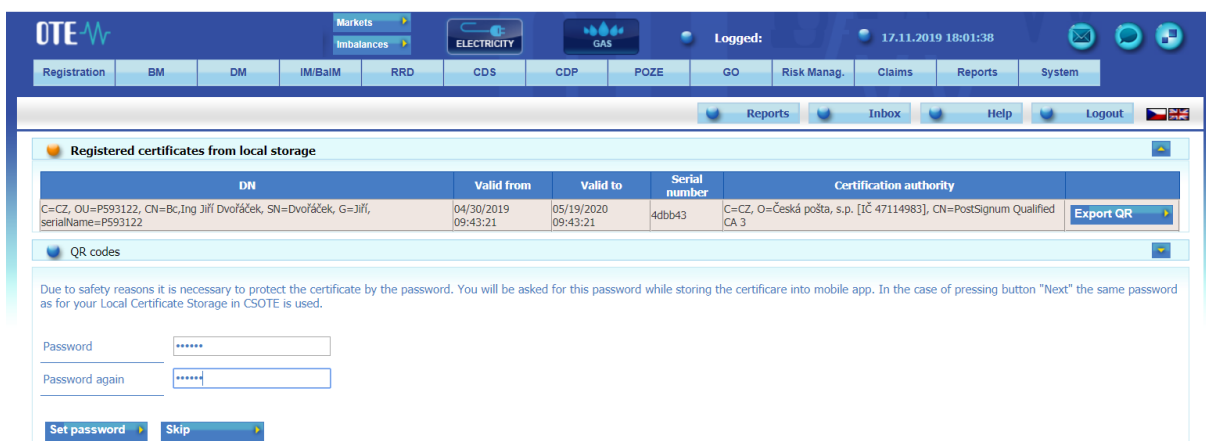 OTE
Markets
Imbalances
ELECTRICITY
GAS
Logged:
17.11.2019 18:01:38
Registration BM DM IM/BalM RRD CDS CDP POZE GO Risk Manag. Claims Reports System
Reports Inbox Help Logout
Registered certificates from local storage
DN Valid from Valid to Serial number Certification authority
C=CZ, OU=P593122, CN=Bc,Ing Jiří Dvořáček, SN=Dvořáček, G=Jiří, serialName=P593122
04/30/2019 09:43:21
05/19/2020 09:43:21
4dbb43
C=CZ, O=Česká pošta, s.p. [IČ 47114983], CN=PostSignum Qualified CA 3
Export QR
QR codes
Due to safety reasons it is necessary to protect the certificate by the password. You will be asked for this password while storing the certificare into mobile app. In the case of pressing button "Next" the same password
as for your Local Certificate Storage in CSOTE is used.
Password ••••••
Password again ••••••
Set password Skip